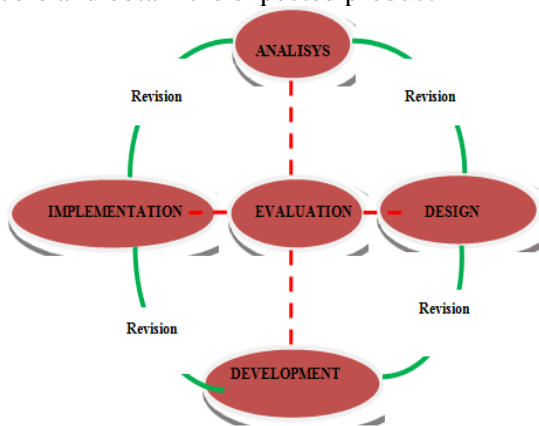 ANALISYS
Revision
Revision
IMPLEMENTATION
EVALUATION
DESIGN
Revision
Revision
DEVELOPMENT